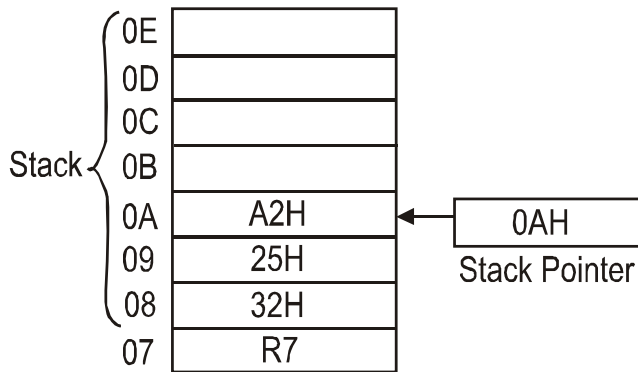 0E
0D
0C
Stack
0B
0A A2H 0AH
09 25H Stack Pointer
08 32H
07 R7